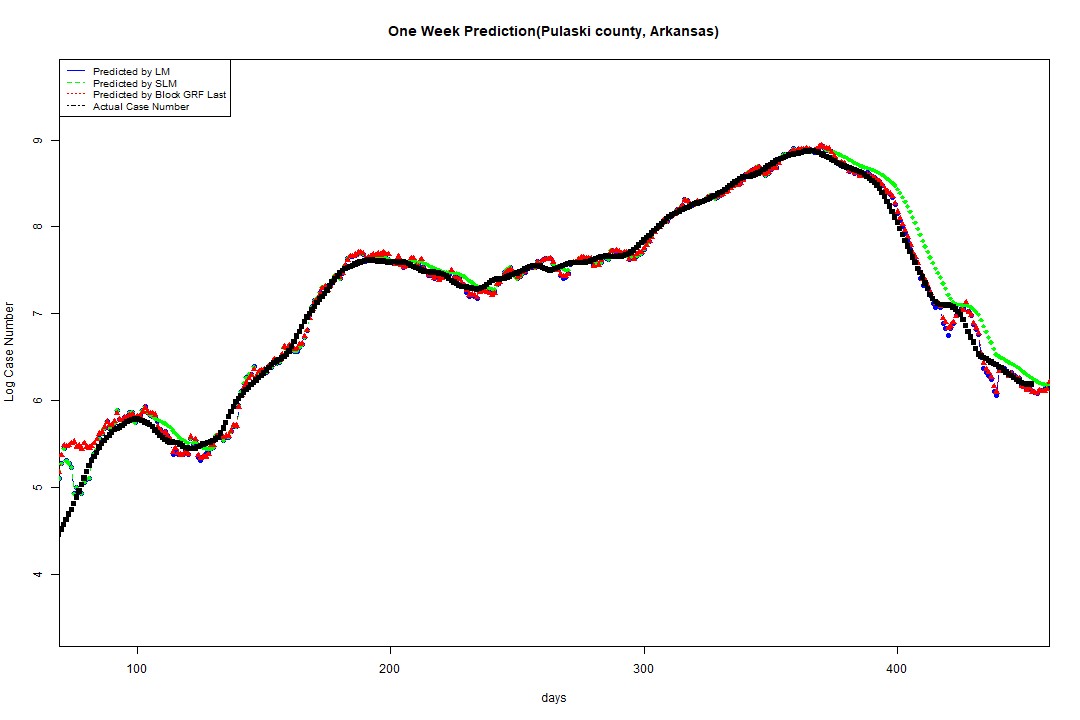 One Week Prediction(Pulaski county, Arkansas)
Predicted by LM
Predicted by SLM
Predicted by Block GRF Last
Actual Case Number
9
8
7
6
5
4
Log Case Number
100 200 300 400
days